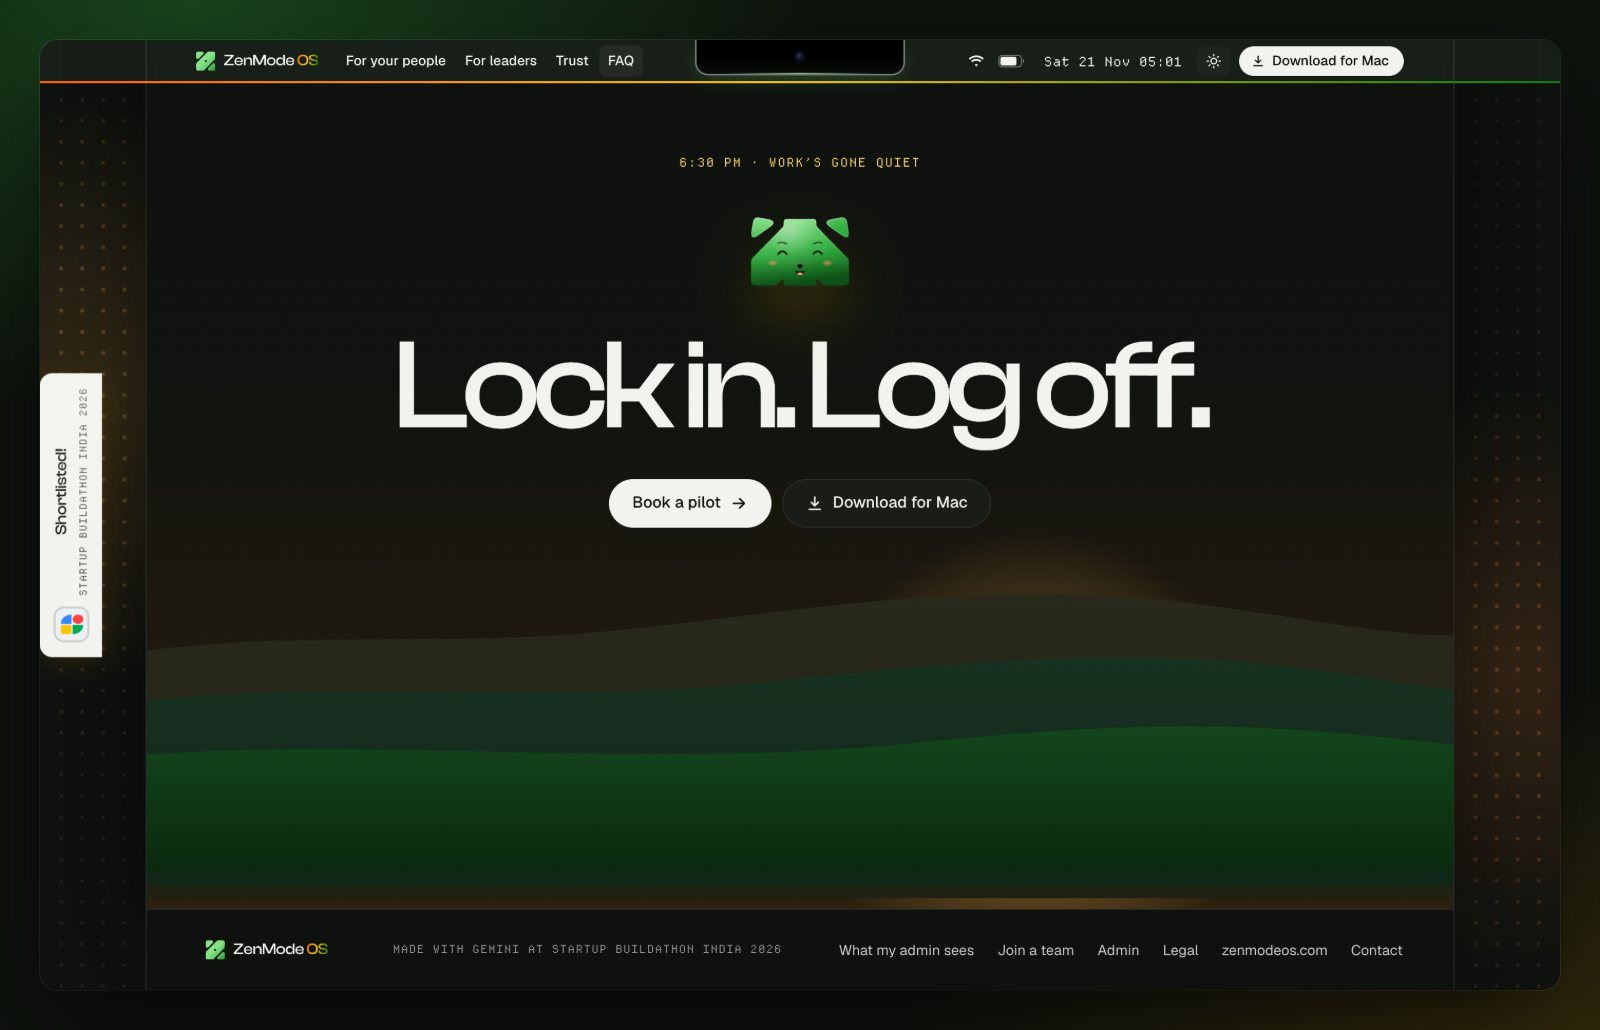 ZenMode OS
For your people
For leaders
Trust
FAQ
Sat 21 Nov 05:01
Download for Mac
6:30 PM · WORK'S GONE QUIET
Lock in. Log off.
Book a pilot
Download for Mac
Shortlisted!
STARTUP BUILDATHON INDIA 2026
ZenMode OS
MADE WITH GEMINI AT STARTUP BUILDATHON INDIA 2026
What my admin sees
Join a team
Admin
Legal
zenmodeos.com
Contact